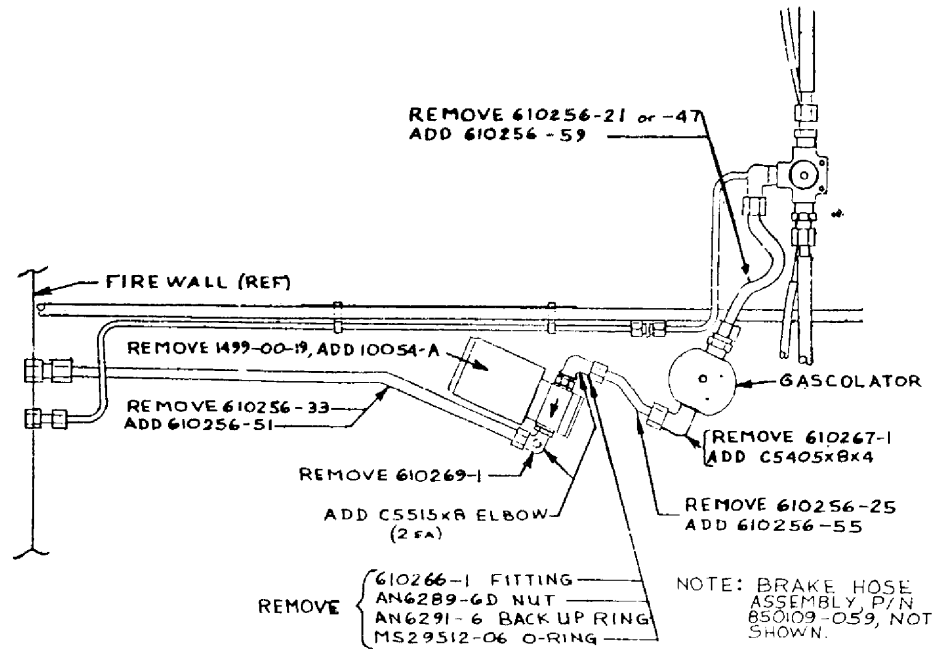 REMOVE 610256-21 or -47
ADD 610256-59
FIRE WALL (REF)
REMOVE 1499-00-19, ADD 10054-A
GASCOLATOR
REMOVE 610256-33
ADD 610256-51
REMOVE 610267-1
ADD C5405x8x4
REMOVE 610269-1
REMOVE 610256-25
ADD 610256-55
ADD C5515x8 ELBOW
(2 EA)
REMOVE
610266-1 FITTING
AN6289-6D NUT
AN6291-6 BACK UP RING
MS29512-06 O-RING
NOTE: BRAKE HOSE
ASSEMBLY, P/N
850109-059, NOT
SHOWN.